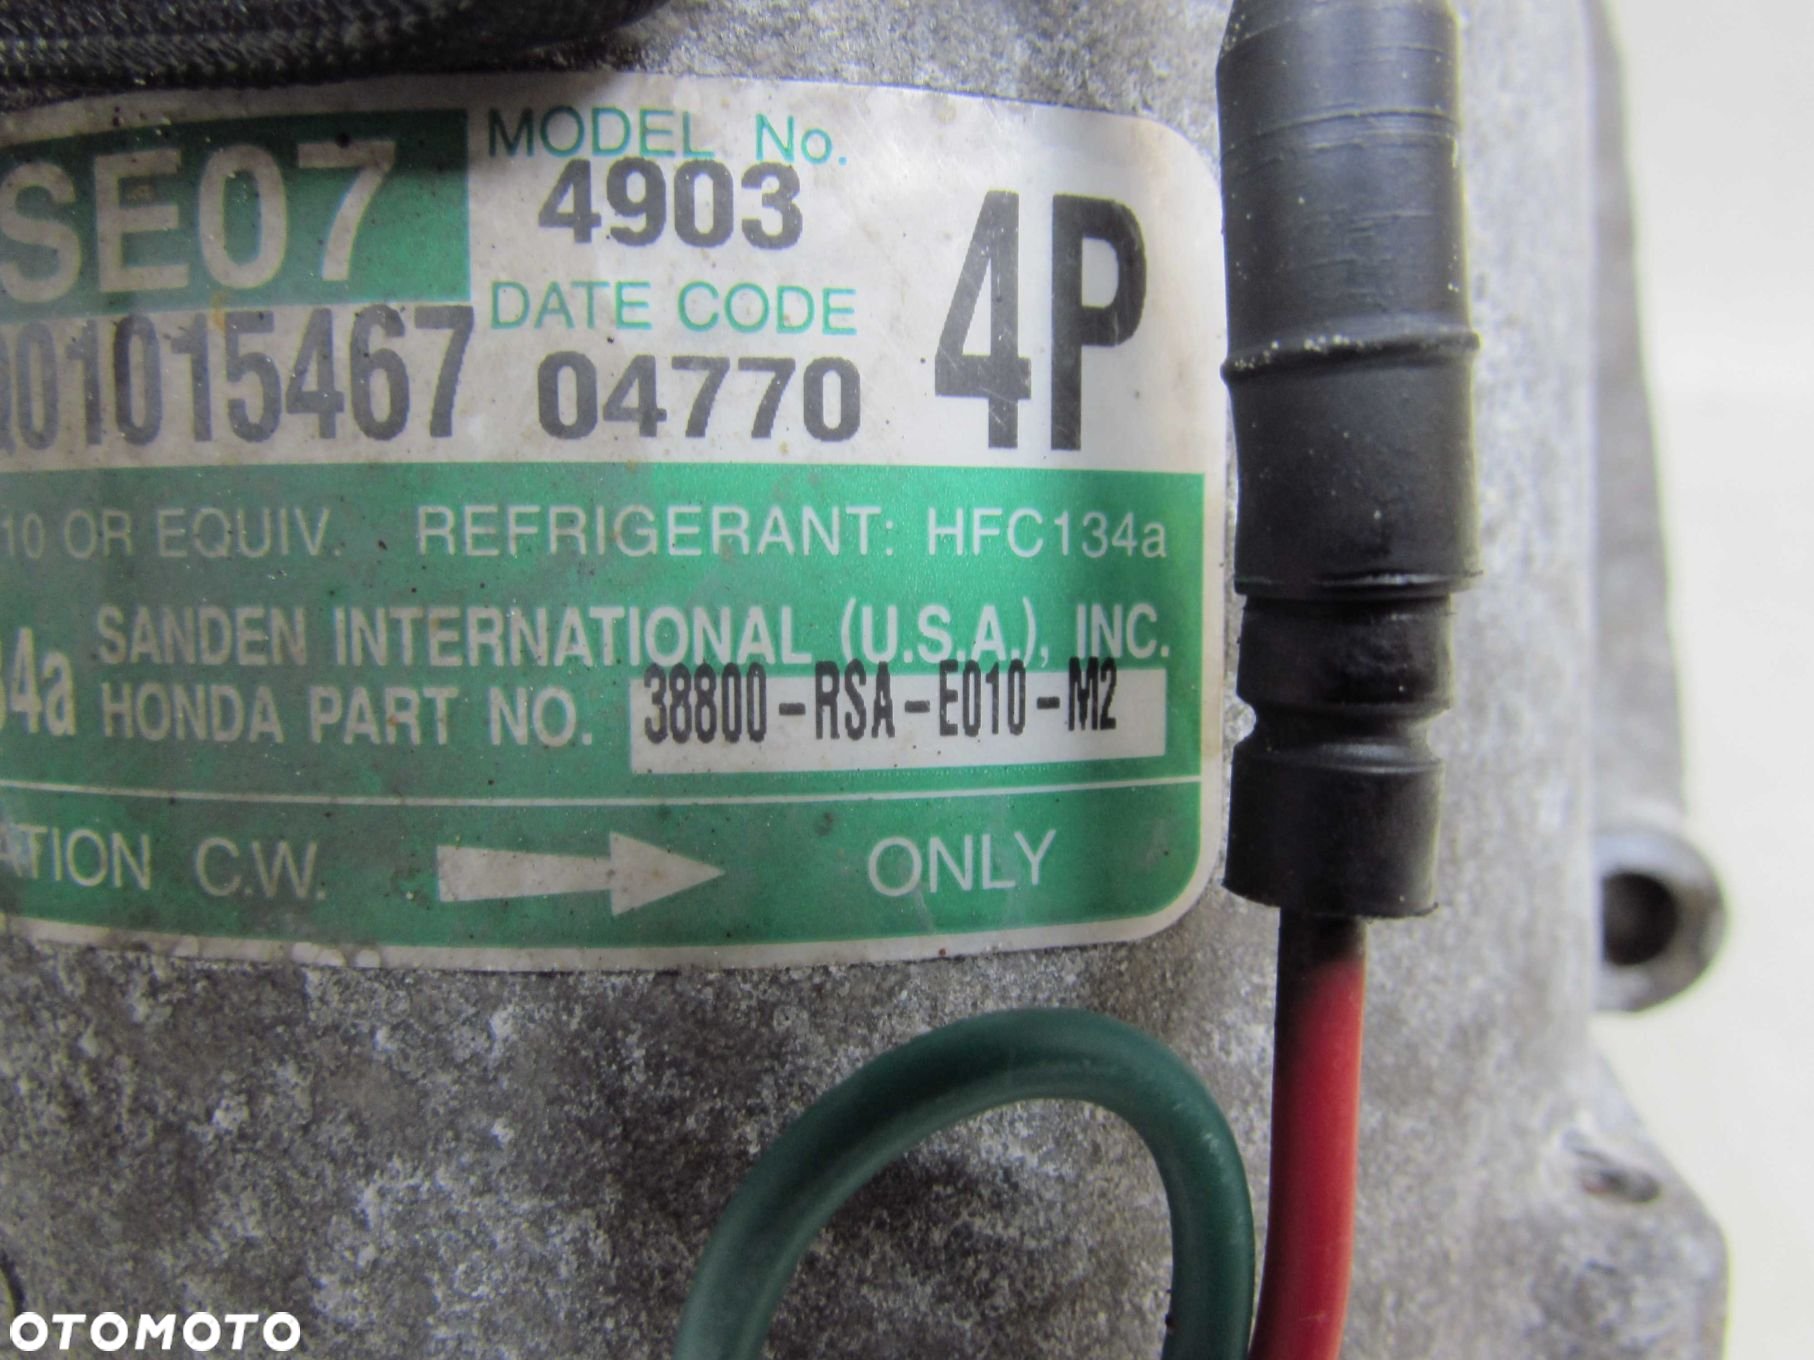 SE07
MODEL No.
4903
4P
DATE CODE
Q01015467
04770
10 OR EQUIV. REFRIGERANT: HFC134a
SANDEN INTERNATIONAL (U.S.A.), INC.
34a
HONDA PART NO. 38800-RSA-E010-M2
ATION C.W. ONLY
OTOMOTO